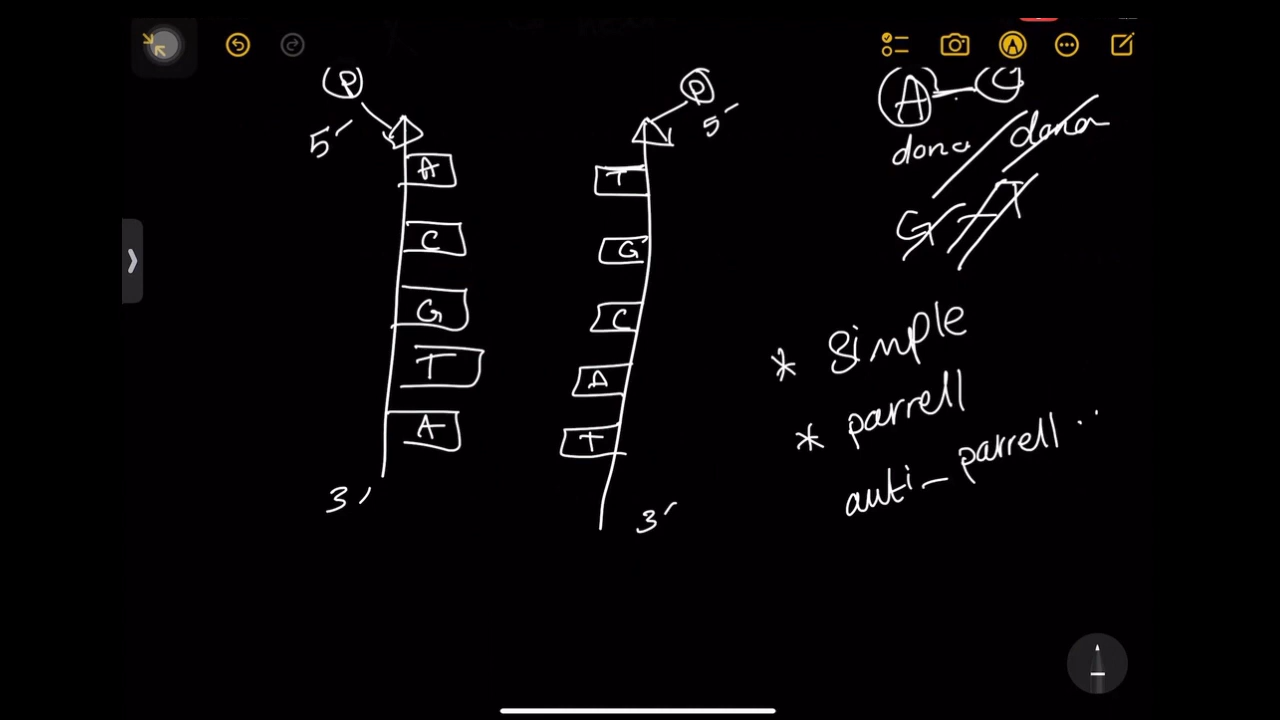 P
5′
A
C
G
T
A
3′
P
5′
T
G
C
A
T
3′
A
dona dona
G A
* simple
* parrell
anti-parrell ..